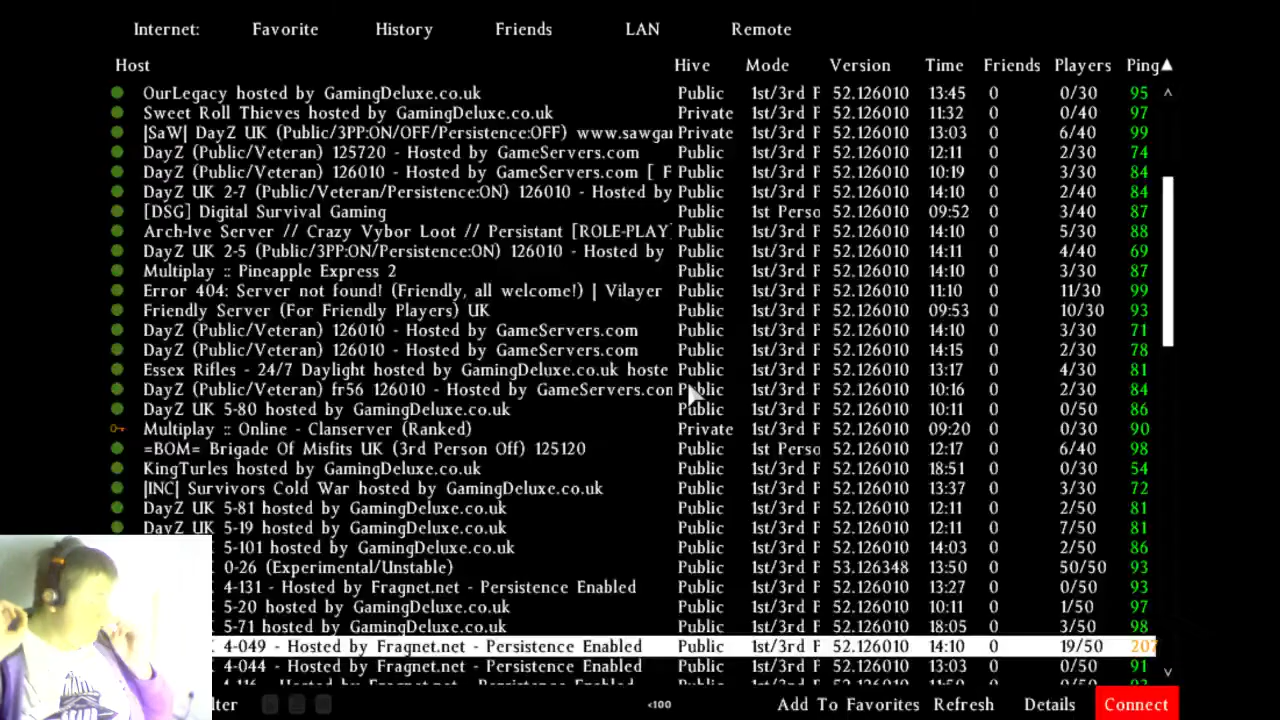 Internet: Favorite History Friends LAN Remote
Host Hive Mode Version Time Friends Players Ping
OurLegacy hosted by GamingDeluxe.co.uk Public 1st/3rd P 52.126010 13:45 0 0/30 95
Sweet Roll Thieves hosted by GamingDeluxe.co.uk Private 1st/3rd P 52.126010 11:32 0 0/40 97
|SaW| DayZ UK (Public/3PP:ON/OFF/Persistence:OFF) www.sawgar Private 1st/3rd P 52.126010 13:03 0 6/40 99
DayZ (Public/Veteran) 125720 - Hosted by GameServers.com Public 1st/3rd P 52.126010 12:11 0 2/30 74
DayZ (Public/Veteran) 126010 - Hosted by GameServers.com [ F Public 1st/3rd P 52.126010 10:19 0 3/30 84
DayZ UK 2-7 (Public/Veteran/Persistence:ON) 126010 - Hosted by Public 1st/3rd P 52.126010 14:10 0 2/40 84
[DSG] Digital Survival Gaming Public 1st Perso 52.126010 09:52 0 3/40 87
Arch-Ive Server // Crazy Vybor Loot // Persistant [ROLE-PLAY] Public 1st/3rd P 52.126010 14:10 0 5/30 88
DayZ UK 2-5 (Public/3PP:ON/Persistence:ON) 126010 - Hosted by Public 1st/3rd P 52.126010 14:11 0 4/40 69
Multiplay :: Pineapple Express 2 Public 1st/3rd P 52.126010 14:10 0 3/30 87
Error 404: Server not found! (Friendly, all welcome!) | Vilayer Public 1st/3rd P 52.126010 11:10 0 11/30 99
Friendly Server (For Friendly Players) UK Public 1st/3rd P 52.126010 09:53 0 10/30 93
DayZ (Public/Veteran) 126010 - Hosted by GameServers.com Public 1st/3rd P 52.126010 14:10 0 3/30 71
DayZ (Public/Veteran) 126010 - Hosted by GameServers.com Public 1st/3rd P 52.126010 14:15 0 2/30 78
Essex Rifles - 24/7 Daylight hosted by GamingDeluxe.co.uk hoste Public 1st/3rd P 52.126010 13:17 0 4/30 81
DayZ (Public/Veteran) fr56 126010 - Hosted by GameServers.com Public 1st/3rd P 52.126010 10:16 0 2/30 84
DayZ UK 5-80 hosted by GamingDeluxe.co.uk Public 1st/3rd P 52.126010 10:11 0 0/50 86
Multiplay :: Online - Clanserver (Ranked) Private 1st/3rd P 52.126010 09:20 0 0/30 90
=BOM= Brigade Of Misfits UK (3rd Person Off) 125120 Public 1st Perso 52.126010 12:17 0 6/40 98
KingTurles hosted by GamingDeluxe.co.uk Public 1st/3rd P 52.126010 18:51 0 0/30 54
|INC| Survivors Cold War hosted by GamingDeluxe.co.uk Public 1st/3rd P 52.126010 13:37 0 3/30 72
DayZ UK 5-81 hosted by GamingDeluxe.co.uk Public 1st/3rd P 52.126010 12:11 0 2/50 81
DayZ UK 5-19 hosted by GamingDeluxe.co.uk Public 1st/3rd P 52.126010 12:11 0 7/50 81
5-101 hosted by GamingDeluxe.co.uk Public 1st/3rd P 52.126010 14:03 0 2/50 86
0-26 (Experimental/Unstable) Public 1st/3rd P 53.126348 13:50 0 50/50 93
4-131 - Hosted by Fragnet.net - Persistence Enabled Public 1st/3rd P 52.126010 13:27 0 0/50 93
5-20 hosted by GamingDeluxe.co.uk Public 1st/3rd P 52.126010 10:11 0 1/50 97
5-71 hosted by GamingDeluxe.co.uk Public 1st/3rd P 52.126010 18:05 0 3/50 98
4-049 - Hosted by Fragnet.net - Persistence Enabled Public 1st/3rd P 52.126010 14:10 0 19/50 207
4-044 - Hosted by Fragnet.net - Persistence Enabled Public 1st/3rd P 52.126010 13:03 0 0/50 91
<100 Add To Favorites Refresh Details Connect